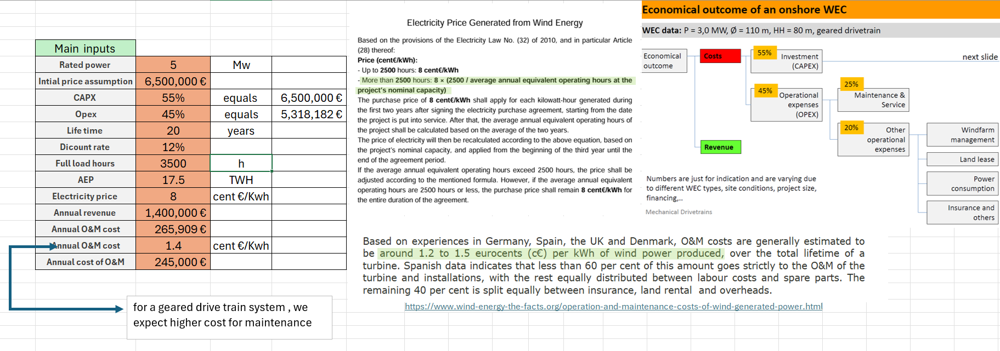 Main inputs
Rated power 5 Mw
Intial price assumption 6,500,000 €
CAPX 55% equals 6,500,000 €
Opex 45% equals 5,318,182 €
Life time 20 years
Dicount rate 12%
Full load hours 3500 h
AEP 17.5 TWH
Electricity price 8 cent €/Kwh
Annual revenue 1,400,000 €
Annual O&M cost 265,909 €
Annual O&M cost 1.4 cent €/Kwh
Annual cost of O&M 245,000 €
for a geared drive train system , we
expect higher cost for maintenance
Electricity Price Generated from Wind Energy
Based on the provisions of the Electricity Law No. (32) of 2010, and in particular Article
(28) thereof:
Price (cent€/kWh):
- Up to 2500 hours: 8 cent€/kWh
- More than 2500 hours: 8 × (2500 / average annual equivalent operating hours at the
project's nominal capacity)
The purchase price of 8 cent€/kWh shall apply for each kilowatt-hour generated during
the first two years after signing the electricity purchase agreement, starting from the date
the project is put into service. After that, the average annual equivalent operating hours of
the project shall be calculated based on the average of the two years.
The price of electricity will then be recalculated according to the above equation, based on
the project's nominal capacity, and applied from the beginning of the third year until the
end of the agreement period.
If the average annual equivalent operating hours exceed 2500 hours, the price shall be
adjusted according to the mentioned formula. However, if the average annual equivalent
operating hours are 2500 hours or less, the purchase price shall remain 8 cent€/kWh for
the entire duration of the agreement.
Economical outcome of an onshore WEC
WEC data: P = 3,0 MW, Ø = 110 m, HH = 80 m, geared drivetrain
Economical
outcome
Costs
55%
Investment
(CAPEX)
next slide
45%
Operational
expenses
(OPEX)
25%
Maintenance &
Service
20%
Other
operational
expenses
Windfarm
management
Land lease
Power
consumption
Insurance and
others
Revenue
Numbers are just for indication and are varying due
to different WEC types, site conditions, project size,
financing,..
Mechanical Drivetrains
Based on experiences in Germany, Spain, the UK and Denmark, O&M costs are generally estimated to
be around 1.2 to 1.5 eurocents (c€) per kWh of wind power produced, over the total lifetime of a
turbine. Spanish data indicates that less than 60 per cent of this amount goes strictly to the O&M of the
turbine and installations, with the rest equally distributed between labour costs and spare parts. The
remaining 40 per cent is split equally between insurance, land rental and overheads.
https://www.wind-energy-the-facts.org/operation-and-maintenance-costs-of-wind-generated-power.html